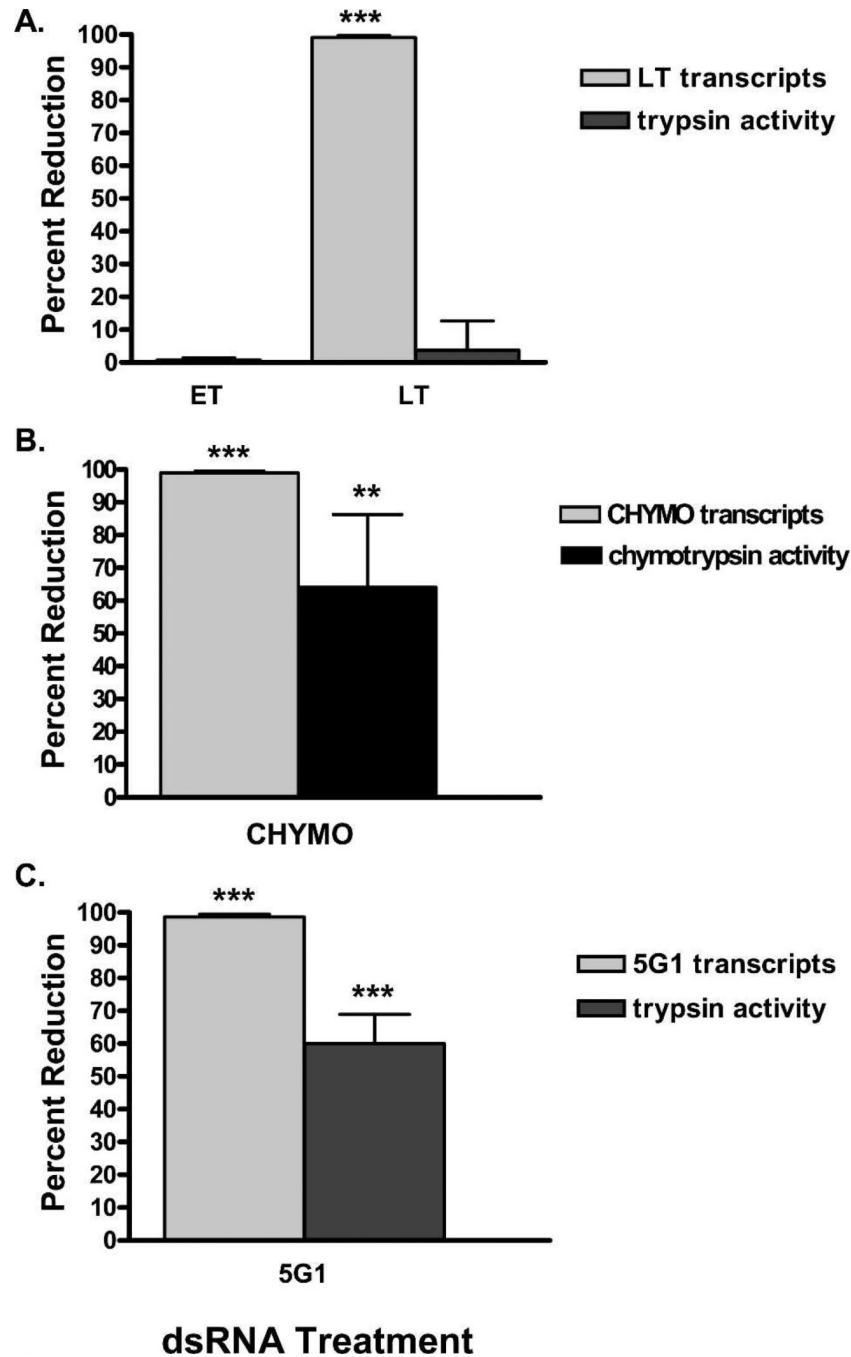 A.
***
100
90
80
70
60
50
40
30
20
10
0
Percent Reduction
ET LT
LT transcripts
trypsin activity
B.
*** **
100
90
80
70
60
50
40
30
20
10
0
Percent Reduction
CHYMO
CHYMO transcripts
chymotrypsin activity
C.
*** ***
100
90
80
70
60
50
40
30
20
10
0
Percent Reduction
5G1
5G1 transcripts
trypsin activity
dsRNA Treatment